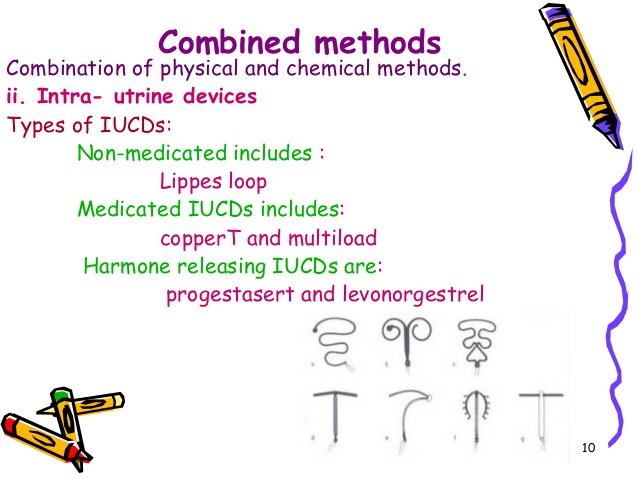 Combined methods
Combination of physical and chemical methods.
ii. Intra- utrine devices
Types of IUCDs:
Non-medicated includes :
Lippes loop
Medicated IUCDs includes:
copperT and multiload
Harmone releasing IUCDs are:
progestasert and levonorgestrel
a b c
d e f g
10